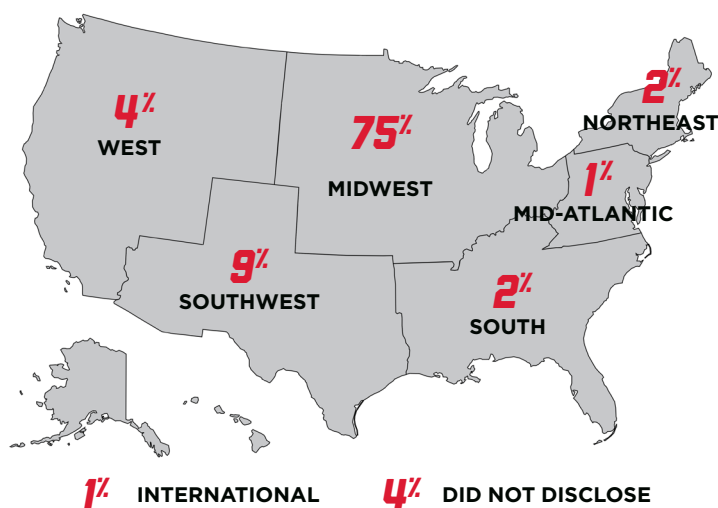 2%
NORTHEAST
4%
WEST
75%
MIDWEST
1%
MID-ATLANTIC
9%
SOUTHWEST
2%
SOUTH
1% INTERNATIONAL
4% DID NOT DISCLOSE